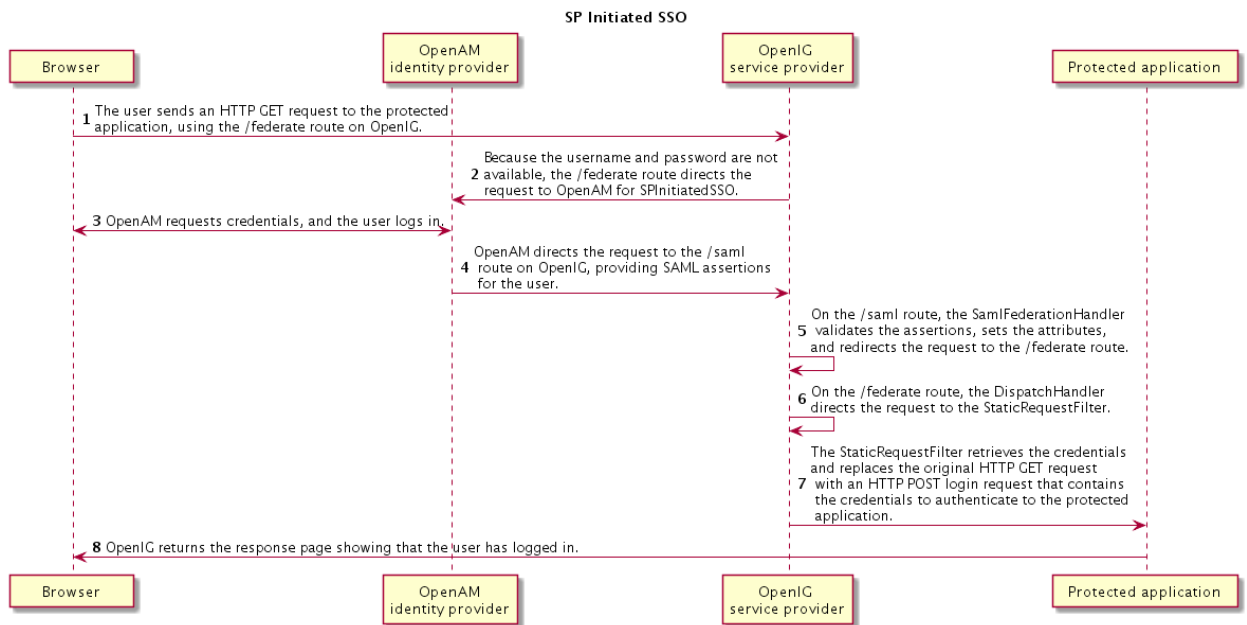 SP Initiated SSO
Browser
OpenAM
identity provider
OpenIG
service provider
Protected application
The user sends an HTTP GET request to the protected
1 application, using the /federate route on OpenIG.
Because the username and password are not
2 available, the /federate route directs the
request to OpenAM for SPInitiatedSSO.
3 OpenAM requests credentials, and the user logs in.
OpenAM directs the request to the /saml
4 route on OpenIG, providing SAML assertions
for the user.
On the /saml route, the SamlFederationHandler
5 validates the assertions, sets the attributes,
and redirects the request to the /federate route.
6 On the /federate route, the DispatchHandler
directs the request to the StaticRequestFilter.
The StaticRequestFilter retrieves the credentials
and replaces the original HTTP GET request
7 with an HTTP POST login request that contains
the credentials to authenticate to the protected
application.
8 OpenIG returns the response page showing that the user has logged in.
Browser
OpenAM
identity provider
OpenIG
service provider
Protected application